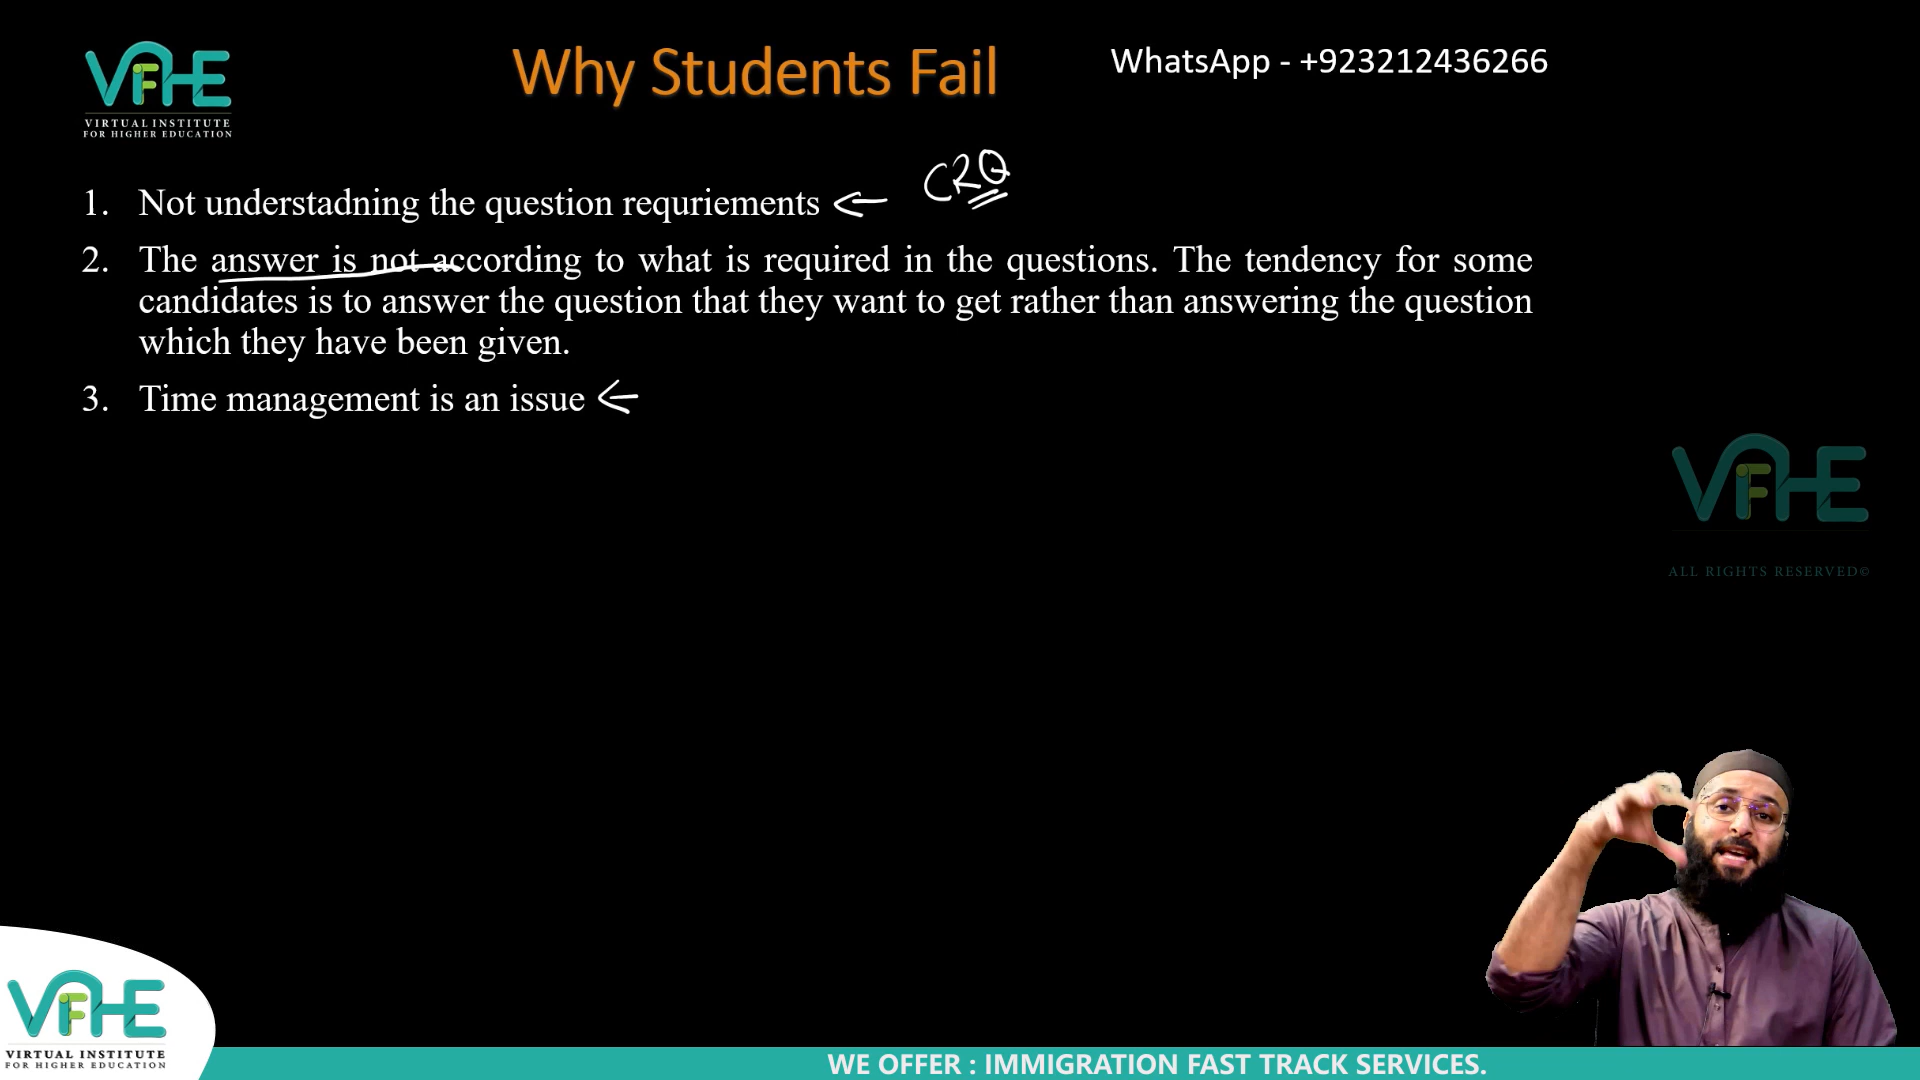 VIFHE
VIRTUAL INSTITUTE
FOR HIGHER EDUCATION
Why Students Fail
WhatsApp - +923212436266
CRQ
1. Not understadning the question requriements
2. The answer is not according to what is required in the questions. The tendency for some
candidates is to answer the question that they want to get rather than answering the question
which they have been given.
3. Time management is an issue
VIFHE
ALL RIGHTS RESERVED©
VIFHE
VIRTUAL INSTITUTE
FOR HIGHER EDUCATION
WE OFFER : IMMIGRATION FAST TRACK SERVICES.